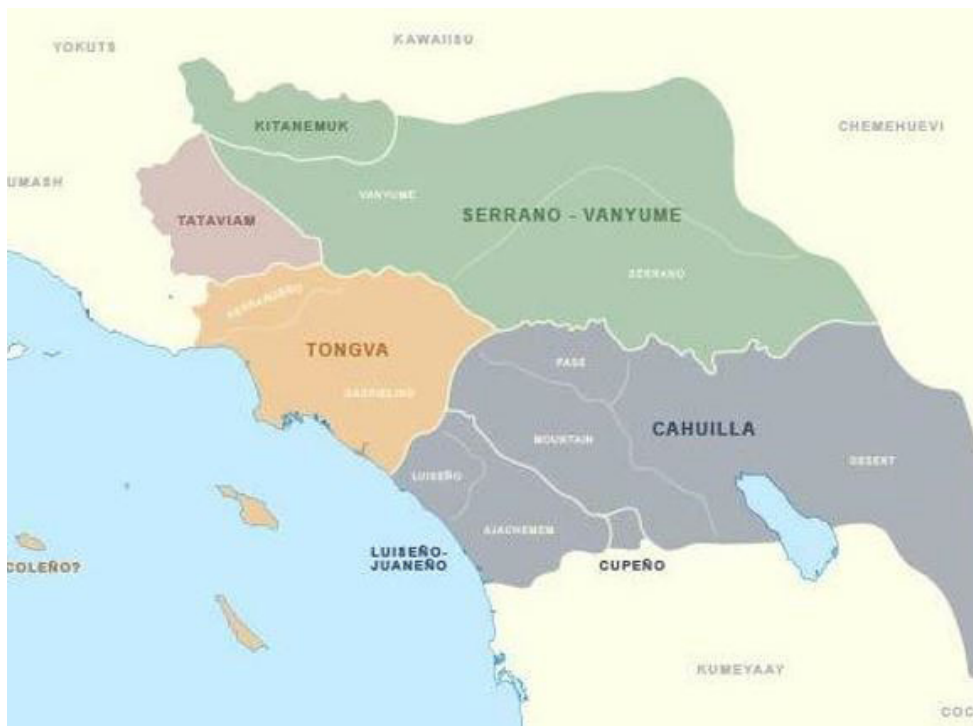 KAWAIISU
YOKUTS
KITANEMUK
CHEMEHUEVI
UMASH
VANYUME
TATAVIAM
SERRANO - VANYUME
SERRANO
TONGVA
PASS
GABRIELINO
CAHUILLA
MOUNTAIN
DESERT
LUISEÑO
AJACHEMEM
LUISEÑO-
JUANEÑO
CUPEÑO
COLEÑO?
KUMEYAAY
COC